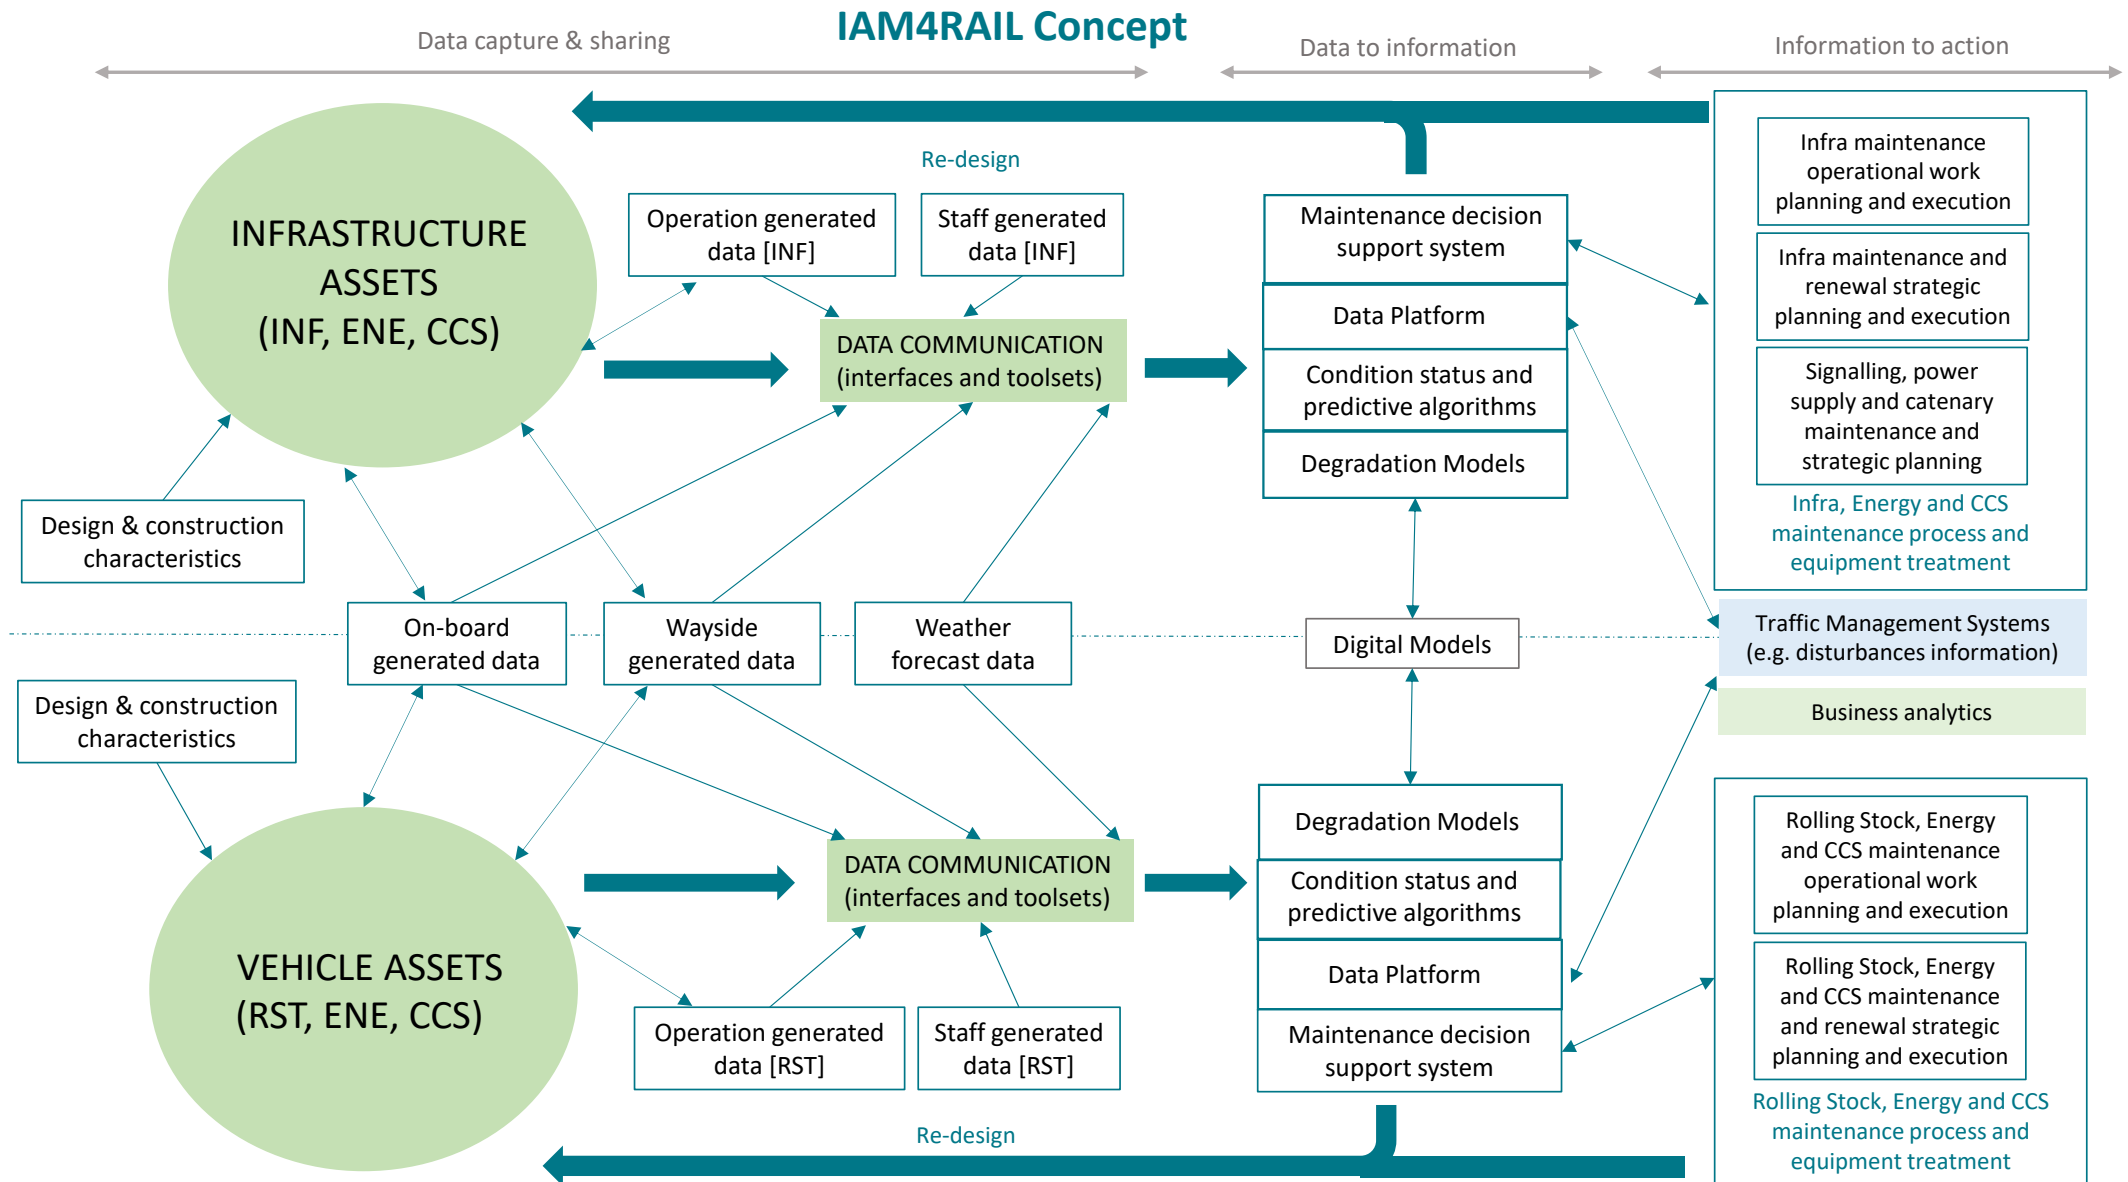 IAM4RAIL Concept
Data capture & sharing
Data to information
Information to action
Re-design
INFRASTRUCTURE
ASSETS
(INF, ENE, CCS)
Operation generated
data [INF]
Staff generated
data [INF]
DATA COMMUNICATION
(interfaces and toolsets)
Design & construction
characteristics
Maintenance decision
support system
Data Platform
Condition status and
predictive algorithms
Degradation Models
Infra maintenance
operational work
planning and execution
Infra maintenance and
renewal strategic
planning and execution
Signalling, power
supply and catenary
maintenance and
strategic planning
Infra, Energy and CCS
maintenance process and
equipment treatment
On-board
generated data
Wayside
generated data
Weather
forecast data
Digital Models
Traffic Management Systems
(e.g. disturbances information)
Business analytics
Design & construction
characteristics
VEHICLE ASSETS
(RST, ENE, CCS)
DATA COMMUNICATION
(interfaces and toolsets)
Operation generated
data [RST]
Staff generated
data [RST]
Degradation Models
Condition status and
predictive algorithms
Data Platform
Maintenance decision
support system
Rolling Stock, Energy
and CCS maintenance
operational work
planning and execution
Rolling Stock, Energy
and CCS maintenance
and renewal strategic
planning and execution
Rolling Stock, Energy and CCS
maintenance process and
equipment treatment
Re-design